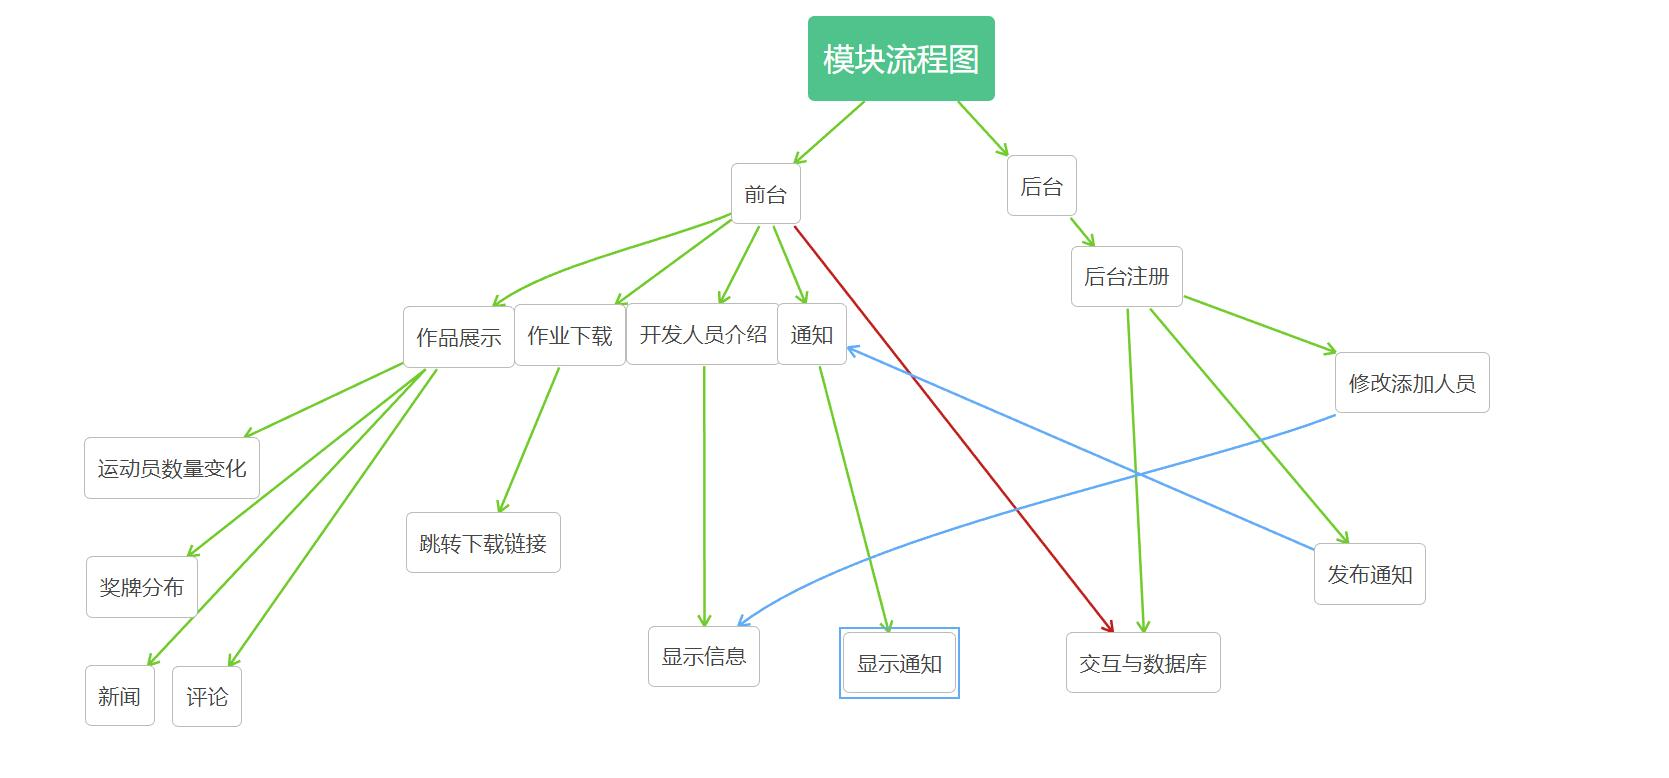 模块流程图
前台
后台
后台注册
作品展示
作业下载
开发人员介绍
通知
修改添加人员
运动员数量变化
跳转下载链接
奖牌分布
发布通知
显示信息
显示通知
交互与数据库
新闻
评论